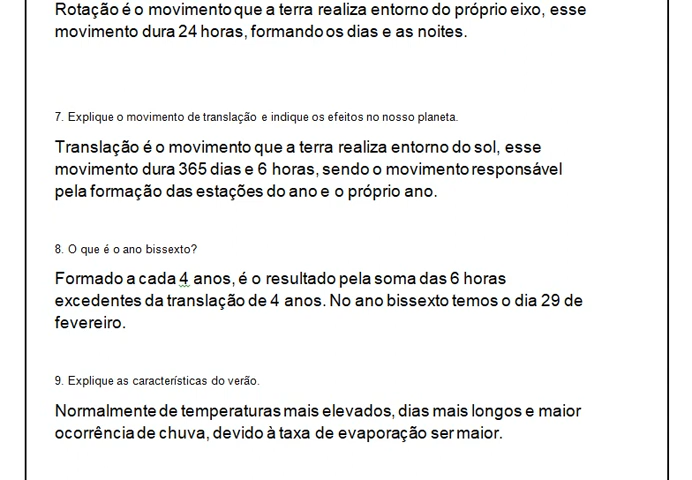 Rotação é o movimento que a terra realiza entorno do próprio eixo, esse
movimento dura 24 horas, formando os dias e as noites.
7. Explique o movimento de translação e indique os efeitos no nosso planeta.
Translação é o movimento que a terra realiza entorno do sol, esse
movimento dura 365 dias e 6 horas, sendo o movimento responsável
pela formação das estações do ano e o próprio ano.
8. O que é o ano bissexto?
Formado a cada 4 anos, é o resultado pela soma das 6 horas
excedentes da translação de 4 anos. No ano bissexto temos o dia 29 de
fevereiro.
9. Explique as características do verão.
Normalmente de temperaturas mais elevados, dias mais longos e maior
ocorrência de chuva, devido à taxa de evaporação ser maior.